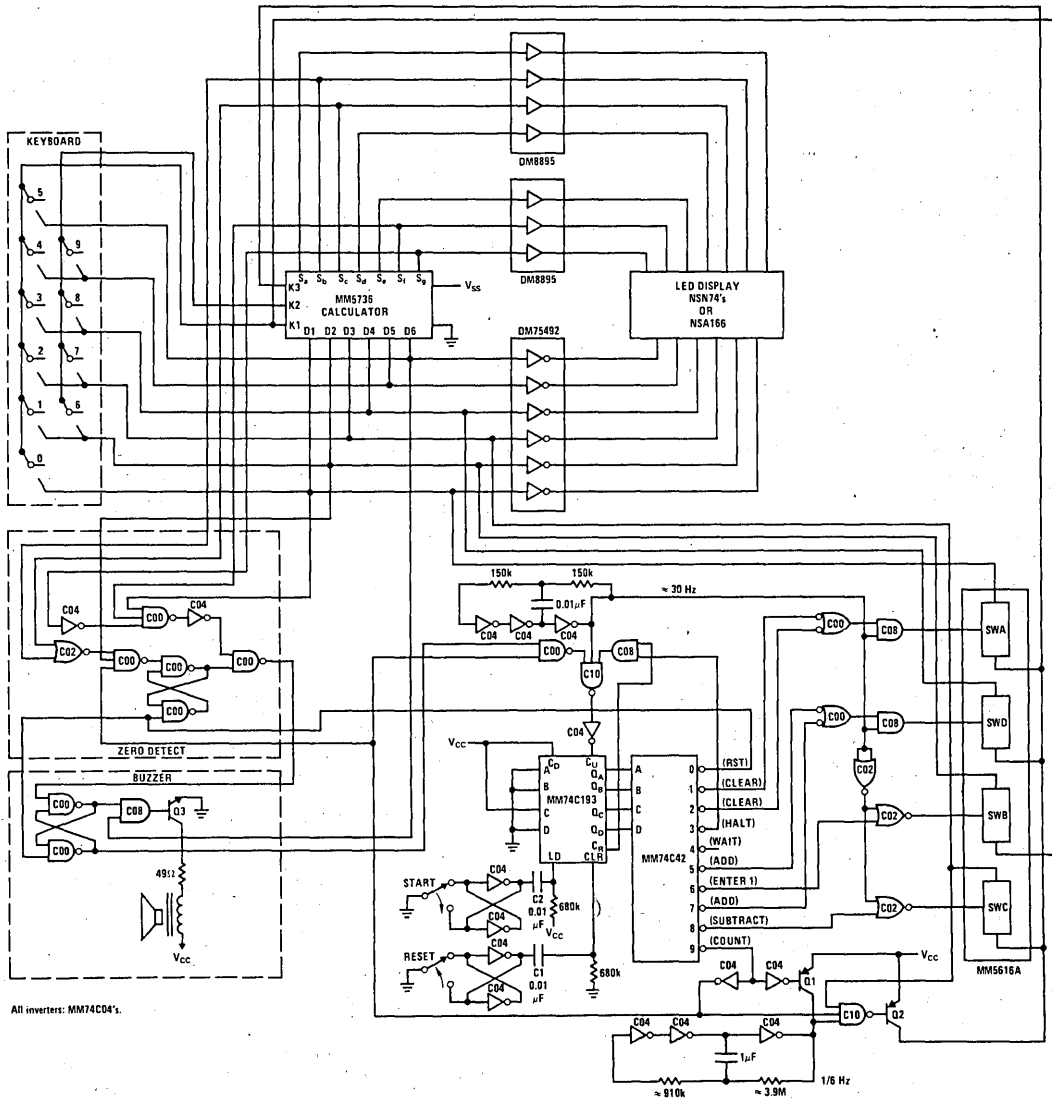 KEYBOARD
5
4 9
3 8
2 7
1 6
0
DM8895
DM8895
Sa Sb Sc Sd Se Sf Sg
K3
K2
K1
MM5736
CALCULATOR
D1 D2 D3 D4 D5 D6
VSS
LED DISPLAY
NSN74's
OR
NSA166
DM75492
C04
C00
C04
C02
C00
C00
C00
C00
ZERO DETECT
BUZZER
C00
C08
Q3
C00
49Ω
VCC
150k
150k
≈ 30 Hz
0.01µF
C04
C04
C04
C00
C10
C08
C04
VCC
CD
CU
A
B
C
D
MM74C193
QA
QB
QC
QD
CR
LD
CLR
A
B
C
D
MM74C42
0 (RST)
1 (CLEAR)
2 (CLEAR)
3 (HALT)
4 (WAIT)
5 (ADD)
6 (ENTER 1)
7 (ADD)
8 (SUBTRACT)
9 (COUNT)
C00
C08
C00
C08
C02
C02
C02
SWA
SWD
SWB
SWC
MM5616A
START
C04
C04
C2
0.01
µF
680k
VCC
RESET
C04
C04
C1
0.01
µF
680k
C04
C04
Q1
VCC
C10
Q2
C04
C04
C04
1µF
≈ 910k
≈ 3.9M
1/6 Hz
All inverters: MM74C04's.